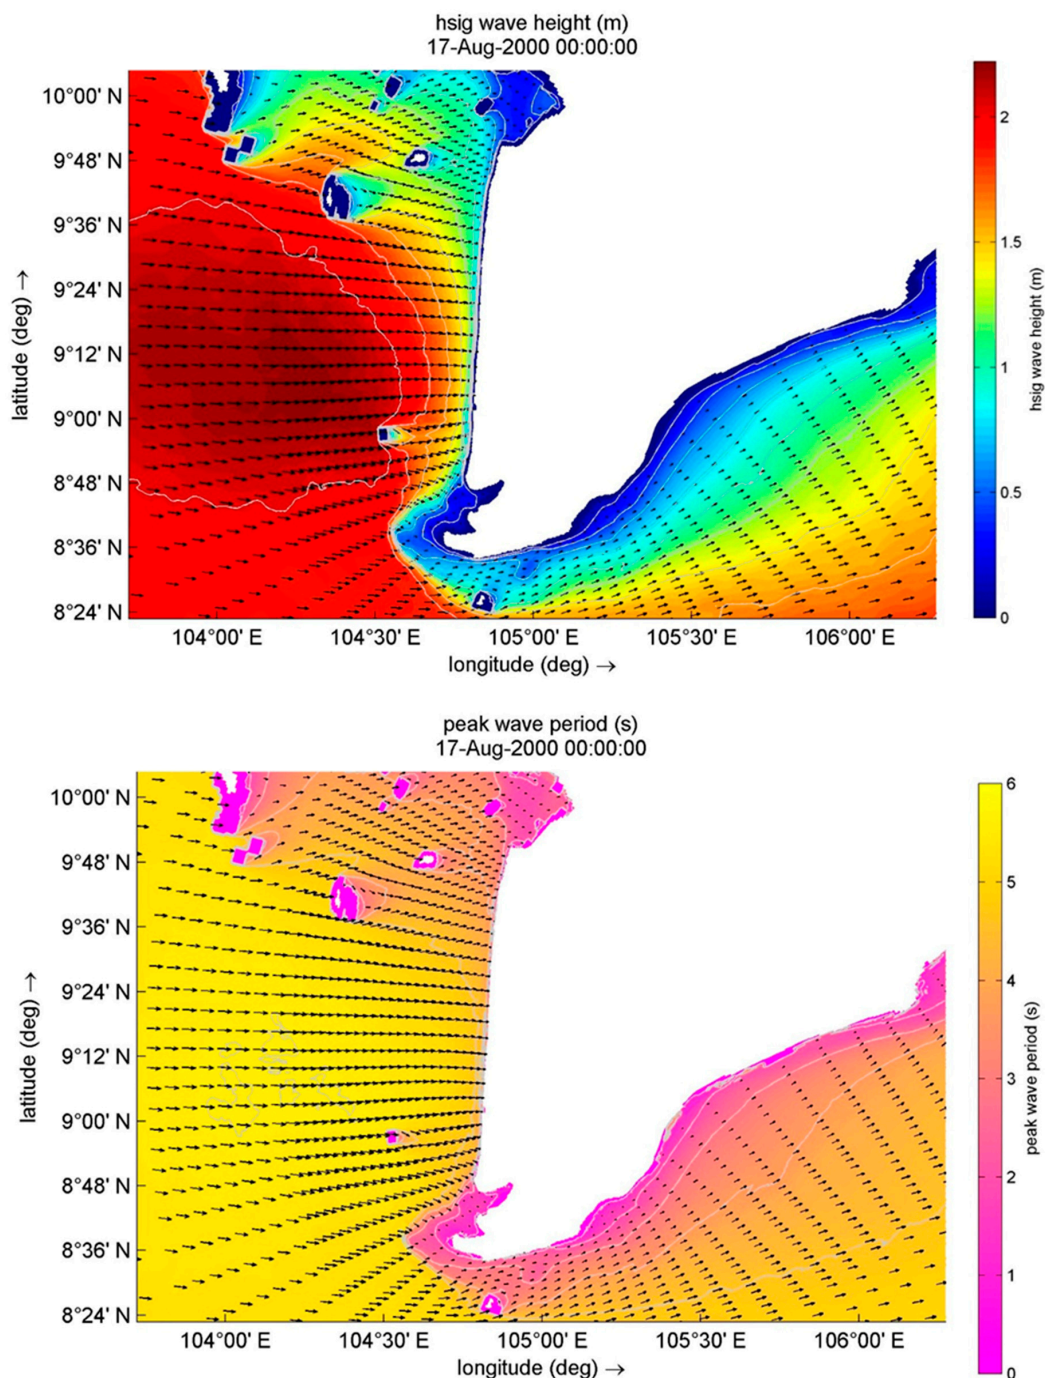 hsig wave height (m)
17-Aug-2000 00:00:00
10°00' N
9°48' N
9°36' N
9°24' N
9°12' N
9°00' N
8°48' N
8°36' N
8°24' N
latitude (deg) →
104°00' E 104°30' E 105°00' E 105°30' E 106°00' E
longitude (deg) →
2
1.5
1
0.5
0
hsig wave height (m)
peak wave period (s)
17-Aug-2000 00:00:00
10°00' N
9°48' N
9°36' N
9°24' N
9°12' N
9°00' N
8°48' N
8°36' N
8°24' N
latitude (deg) →
104°00' E 104°30' E 105°00' E 105°30' E 106°00' E
longitude (deg) →
6
5
4
3
2
1
0
peak wave period (s)